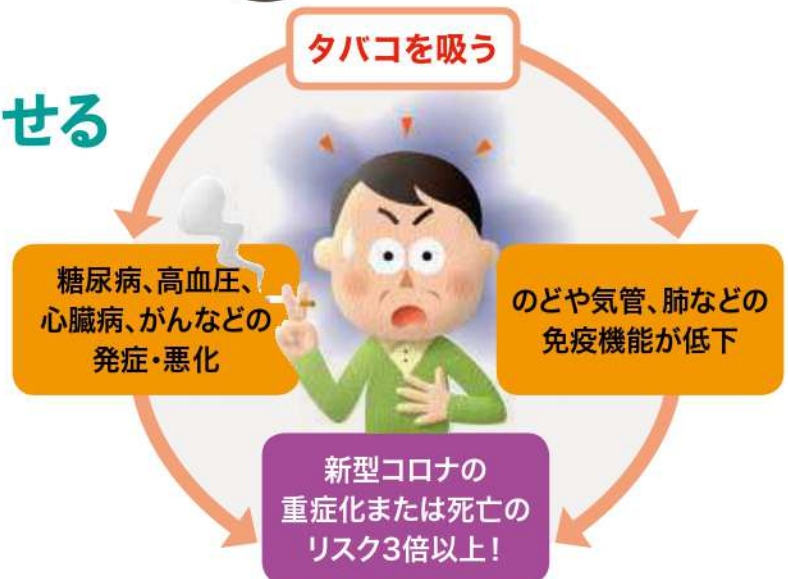 タバコを吸う
せる
糖尿病、高血圧、
心臓病、がんなどの
発症・悪化
のどや気管、肺などの
免疫機能が低下
新型コロナの
重症化または死亡の
リスク3倍以上！